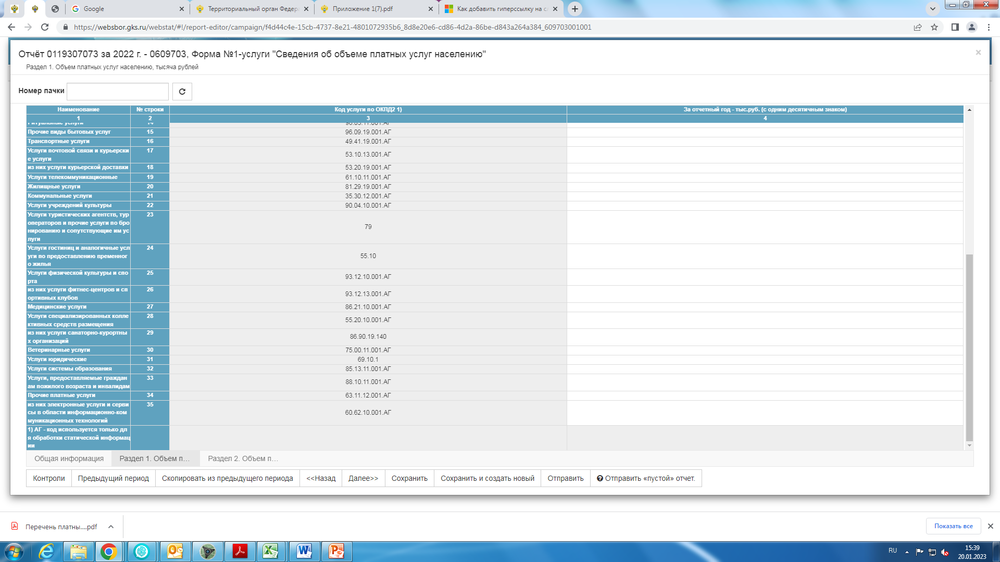 Google
Территориальный орган Федера
Приложение 1(7).pdf
Как добавить гиперссылку на сл
https://websbor.gks.ru/webstat/#!/report-editor/campaign/f4d44c4e-15cb-4737-8e21-4801072935b6_8d8e20e6-cd86-4d2a-86be-d843a264a384_609703001001
Отчёт 0119307073 за 2022 г. - 0609703, Форма №1-услуги "Сведения об объеме платных услуг населению"
Раздел 1. Объем платных услуг населению, тысяча рублей
Номер пачки
Наименование № строки Код услуги по ОКПД2 1) За отчетный год - тыс.руб. (с одним десятичным знаком)
1 2 3 4
Ритуальные услуги 14 96.03.11.001.АГ
Прочие виды бытовых услуг 15 96.09.19.001.АГ
Транспортные услуги 16 49.41.19.001.АГ
Услуги почтовой связи и курьерски 17
е услуги 53.10.13.001.АГ
из них услуги курьерской доставки 18 53.20.19.001.АГ
Услуги телекоммуникационные 19 61.10.11.001.АГ
Жилищные услуги 20 81.29.19.001.АГ
Коммунальные услуги 21 35.30.12.001.АГ
Услуги учреждений культуры 22 90.04.10.001.АГ
Услуги туристических агентств, тур 23
операторов и прочие услуги по бро
нированию и сопутствующие им ус 79
луги
Услуги гостиниц и аналогичные усл 24
уги по предоставлению временног 55.10
о жилья
Услуги физической культуры и спо 25
рта 93.12.10.001.АГ
из них услуги фитнес-центров и сп 26
ортивных клубов 93.12.13.001.АГ
Медицинские услуги 27 86.21.10.001.АГ
Услуги специализированных колле 28
ктивных средств размещения 55.20.10.001.АГ
из них услуги санаторно-курортны 29
х организаций 86.90.19.140
Ветеринарные услуги 30 75.00.11.001.АГ
Услуги юридические 31 69.10.1
Услуги системы образования 32 85.13.11.001.АГ
Услуги, предоставляемые граждан 33
ам пожилого возраста и инвалидам 88.10.11.001.АГ
Прочие платные услуги 34 63.11.12.001.АГ
из них электронные услуги и серви 35
сы в области информационно-ком 60.62.10.001.АГ
муникационных технологий
1) АГ - код используется только дл
я обработки статической информац
ии
Общая информация Раздел 1. Объем п... Раздел 2. Объем п...
Контроли Предыдущий период Скопировать из предыдущего периода <<Назад Далее>> Сохранить Сохранить и создать новый Отправить Отправить «пустой» отчет.
Перечень платны....pdf
Показать все
RU
15:39
20.01.2023